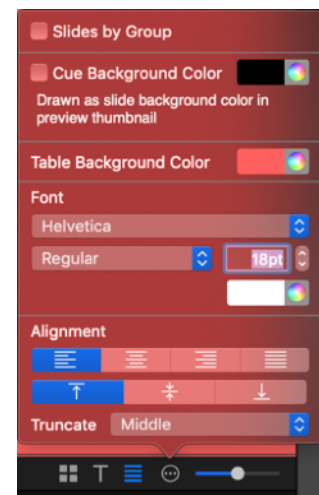 Slides by Group
Cue Background Color
Drawn as slide background color in
preview thumbnail
Table Background Color
Font
Helvetica
Regular
18pt
Alignment
Truncate
Middle
T